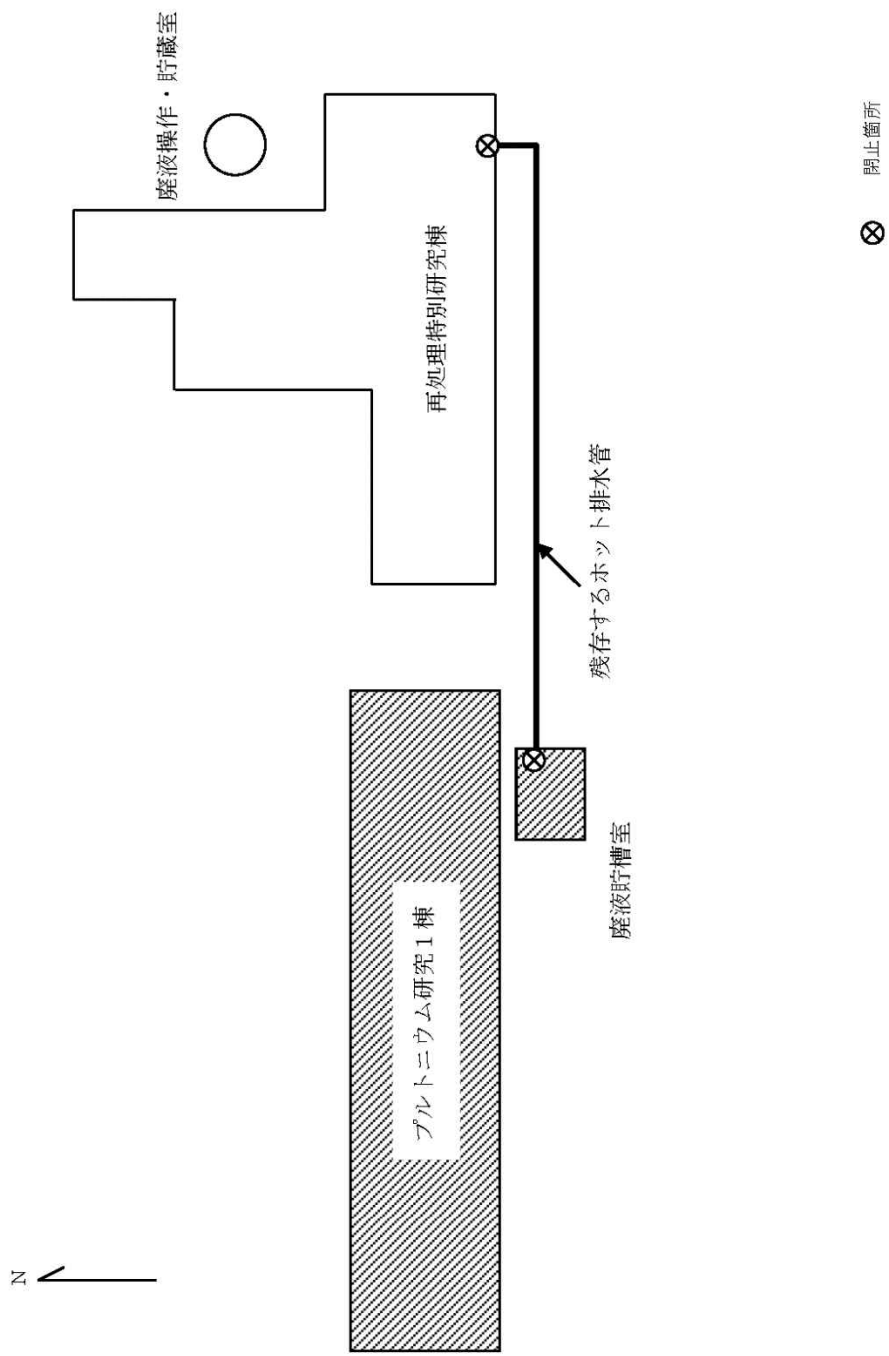 N
プルトニウム研究1棟
廃液貯槽室
残存するホット排水管
再処理特別研究棟
廃液操作・貯蔵室
閉止箇所